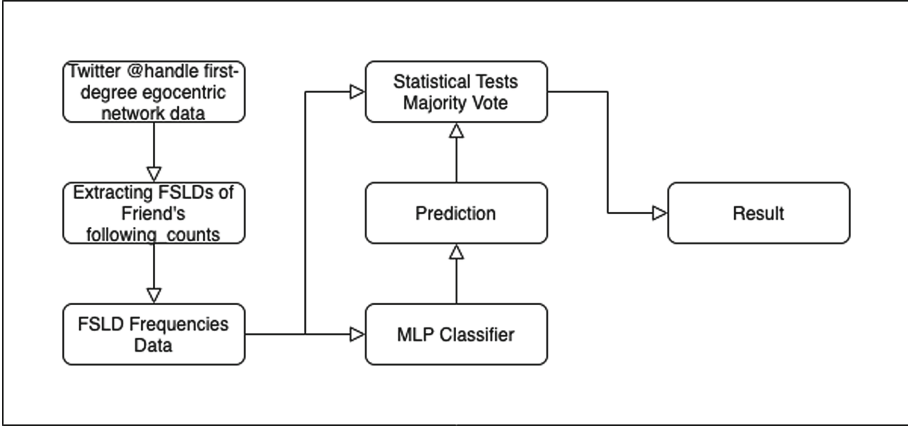 Twitter @handle first-
degree egocentric
network data
Extracting FSLDs of
Friend's
following_counts
FSLD Frequencies
Data
Statistical Tests
Majority Vote
Prediction
MLP Classifier
Result